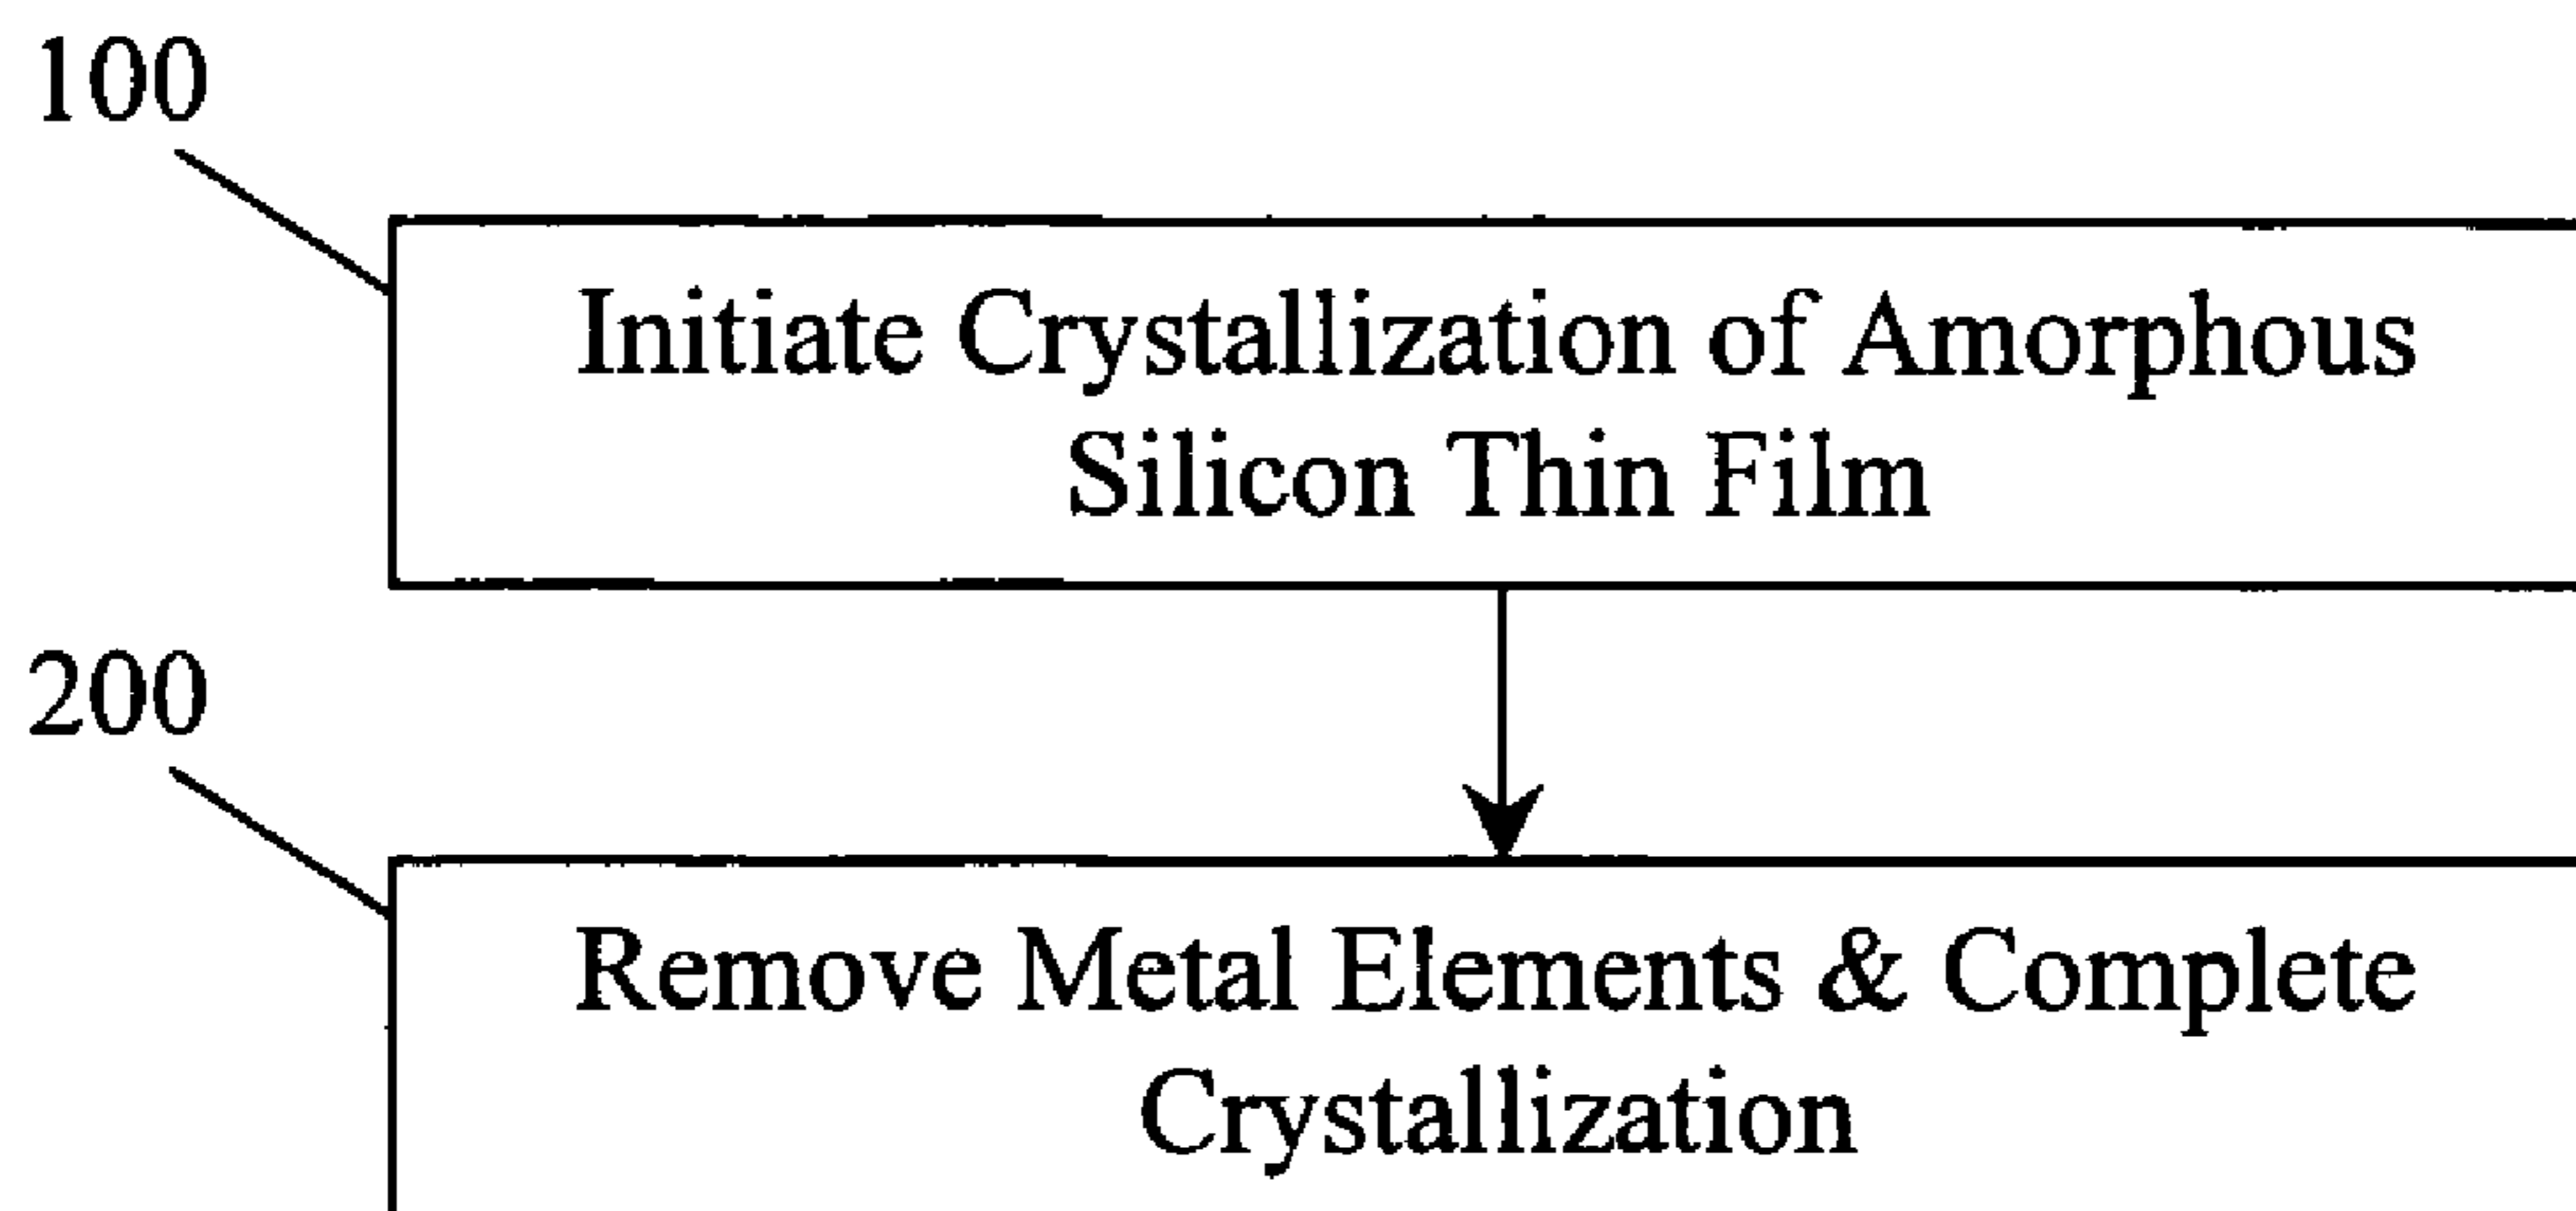 100
Initiate Crystallization of Amorphous
Silicon Thin Film
200
Remove Metal Elements & Complete
Crystallization